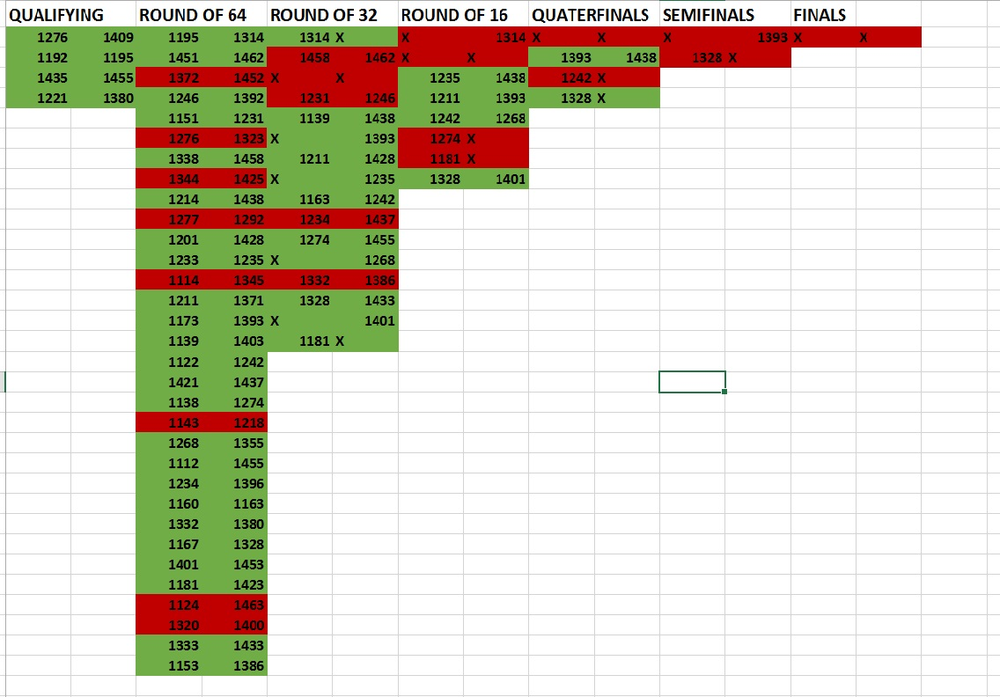 QUALIFYING ROUND OF 64 ROUND OF 32 ROUND OF 16 QUATERFINALS SEMIFINALS FINALS
1276 1409 1195 1314 1314 X X 1314 X X X 1393 X X
1192 1195 1451 1462 1458 1462 X X 1393 1438 1328 X
1435 1455 1372 1452 X X 1235 1438 1242 X
1221 1380 1246 1392 1231 1246 1211 1393 1328 X
1151 1231 1139 1438 1242 1268
1276 1323 X 1393 1274 X
1338 1458 1211 1428 1181 X
1344 1425 X 1235 1328 1401
1214 1438 1163 1242
1277 1292 1234 1437
1201 1428 1274 1455
1233 1235 X 1268
1114 1345 1332 1386
1211 1371 1328 1433
1173 1393 X 1401
1139 1403 1181 X
1122 1242
1421 1437
1138 1274
1143 1218
1268 1355
1112 1455
1234 1396
1160 1163
1332 1380
1167 1328
1401 1453
1181 1423
1124 1463
1320 1400
1333 1433
1153 1386